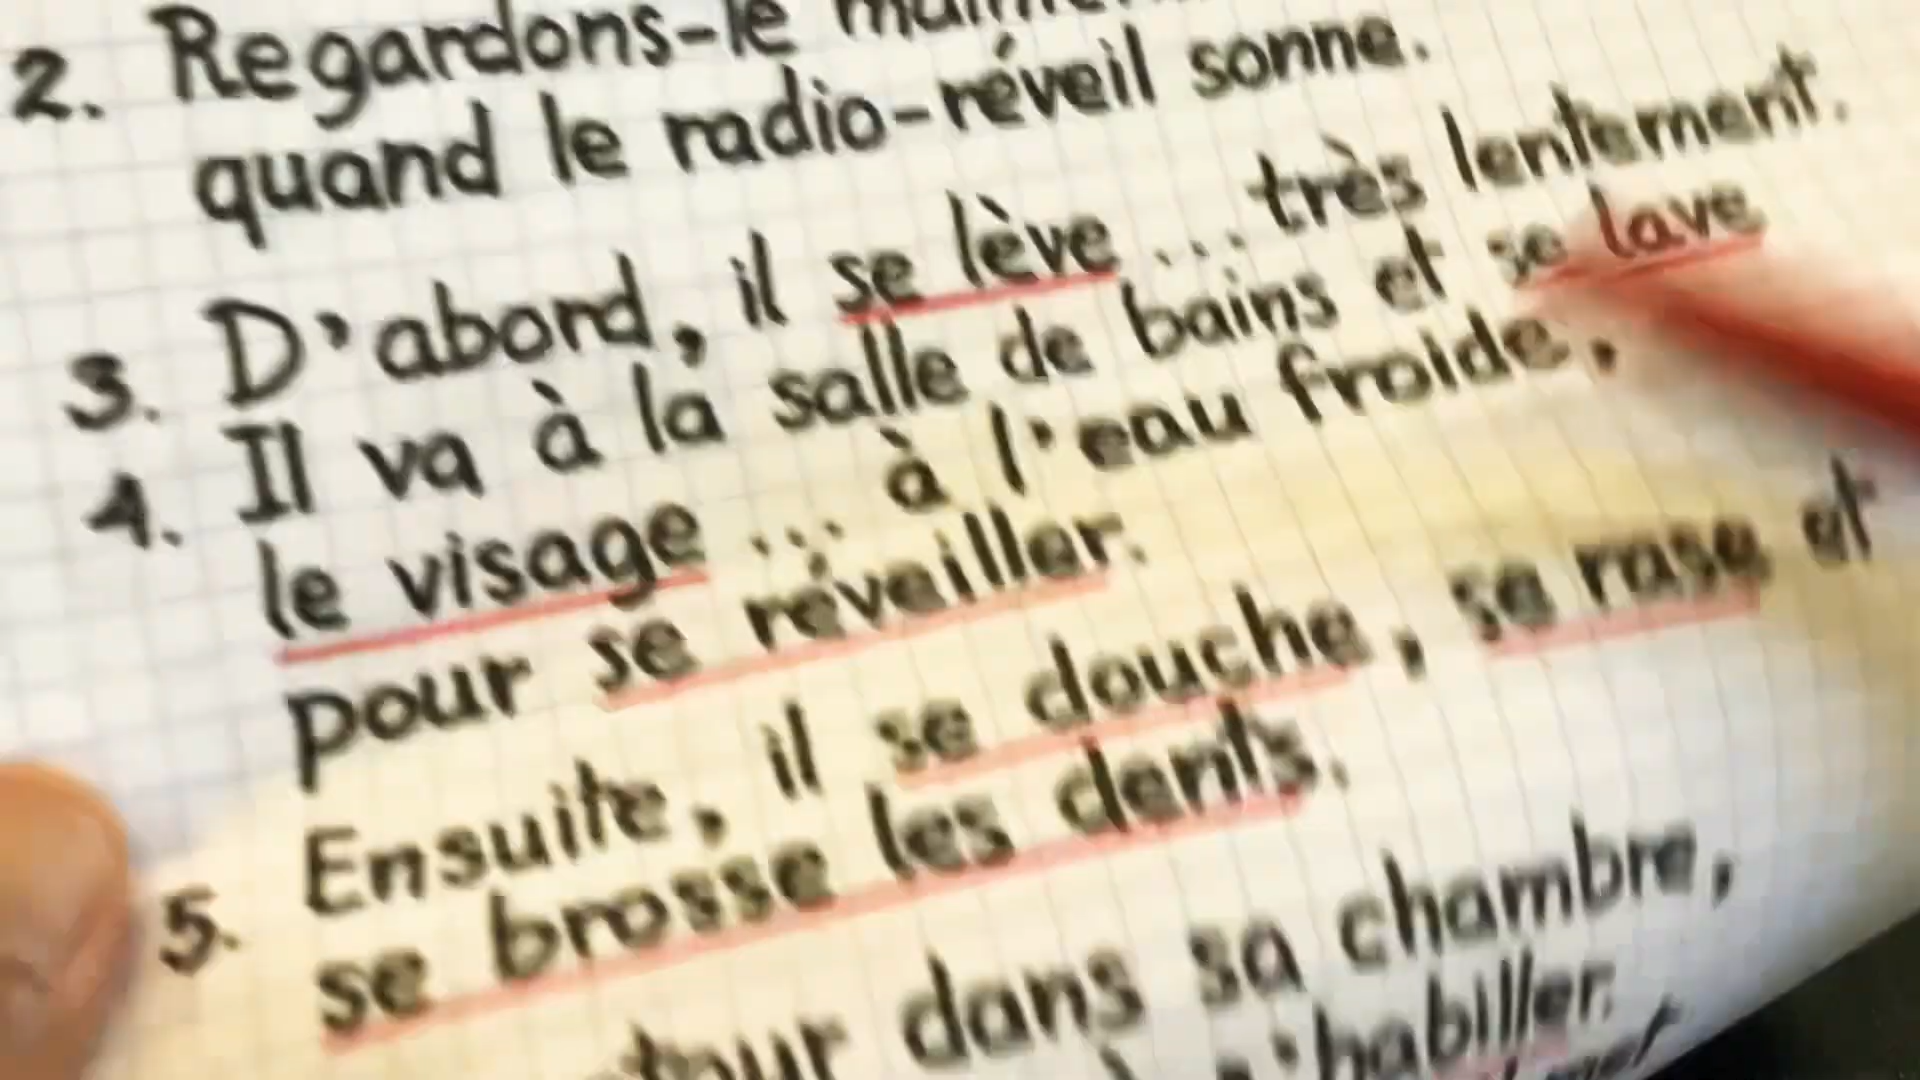 2. Regardons-le
quand le radio-réveil sonne.
3. D'abord, il se lève ... très lentement.
4. Il va à la salle de bains et se lave
le visage ... à l'eau froide,
pour se réveiller.
5. Ensuite, il se douche, se rase et
se brosse les dents.
dans sa chambre,
s'habiller.